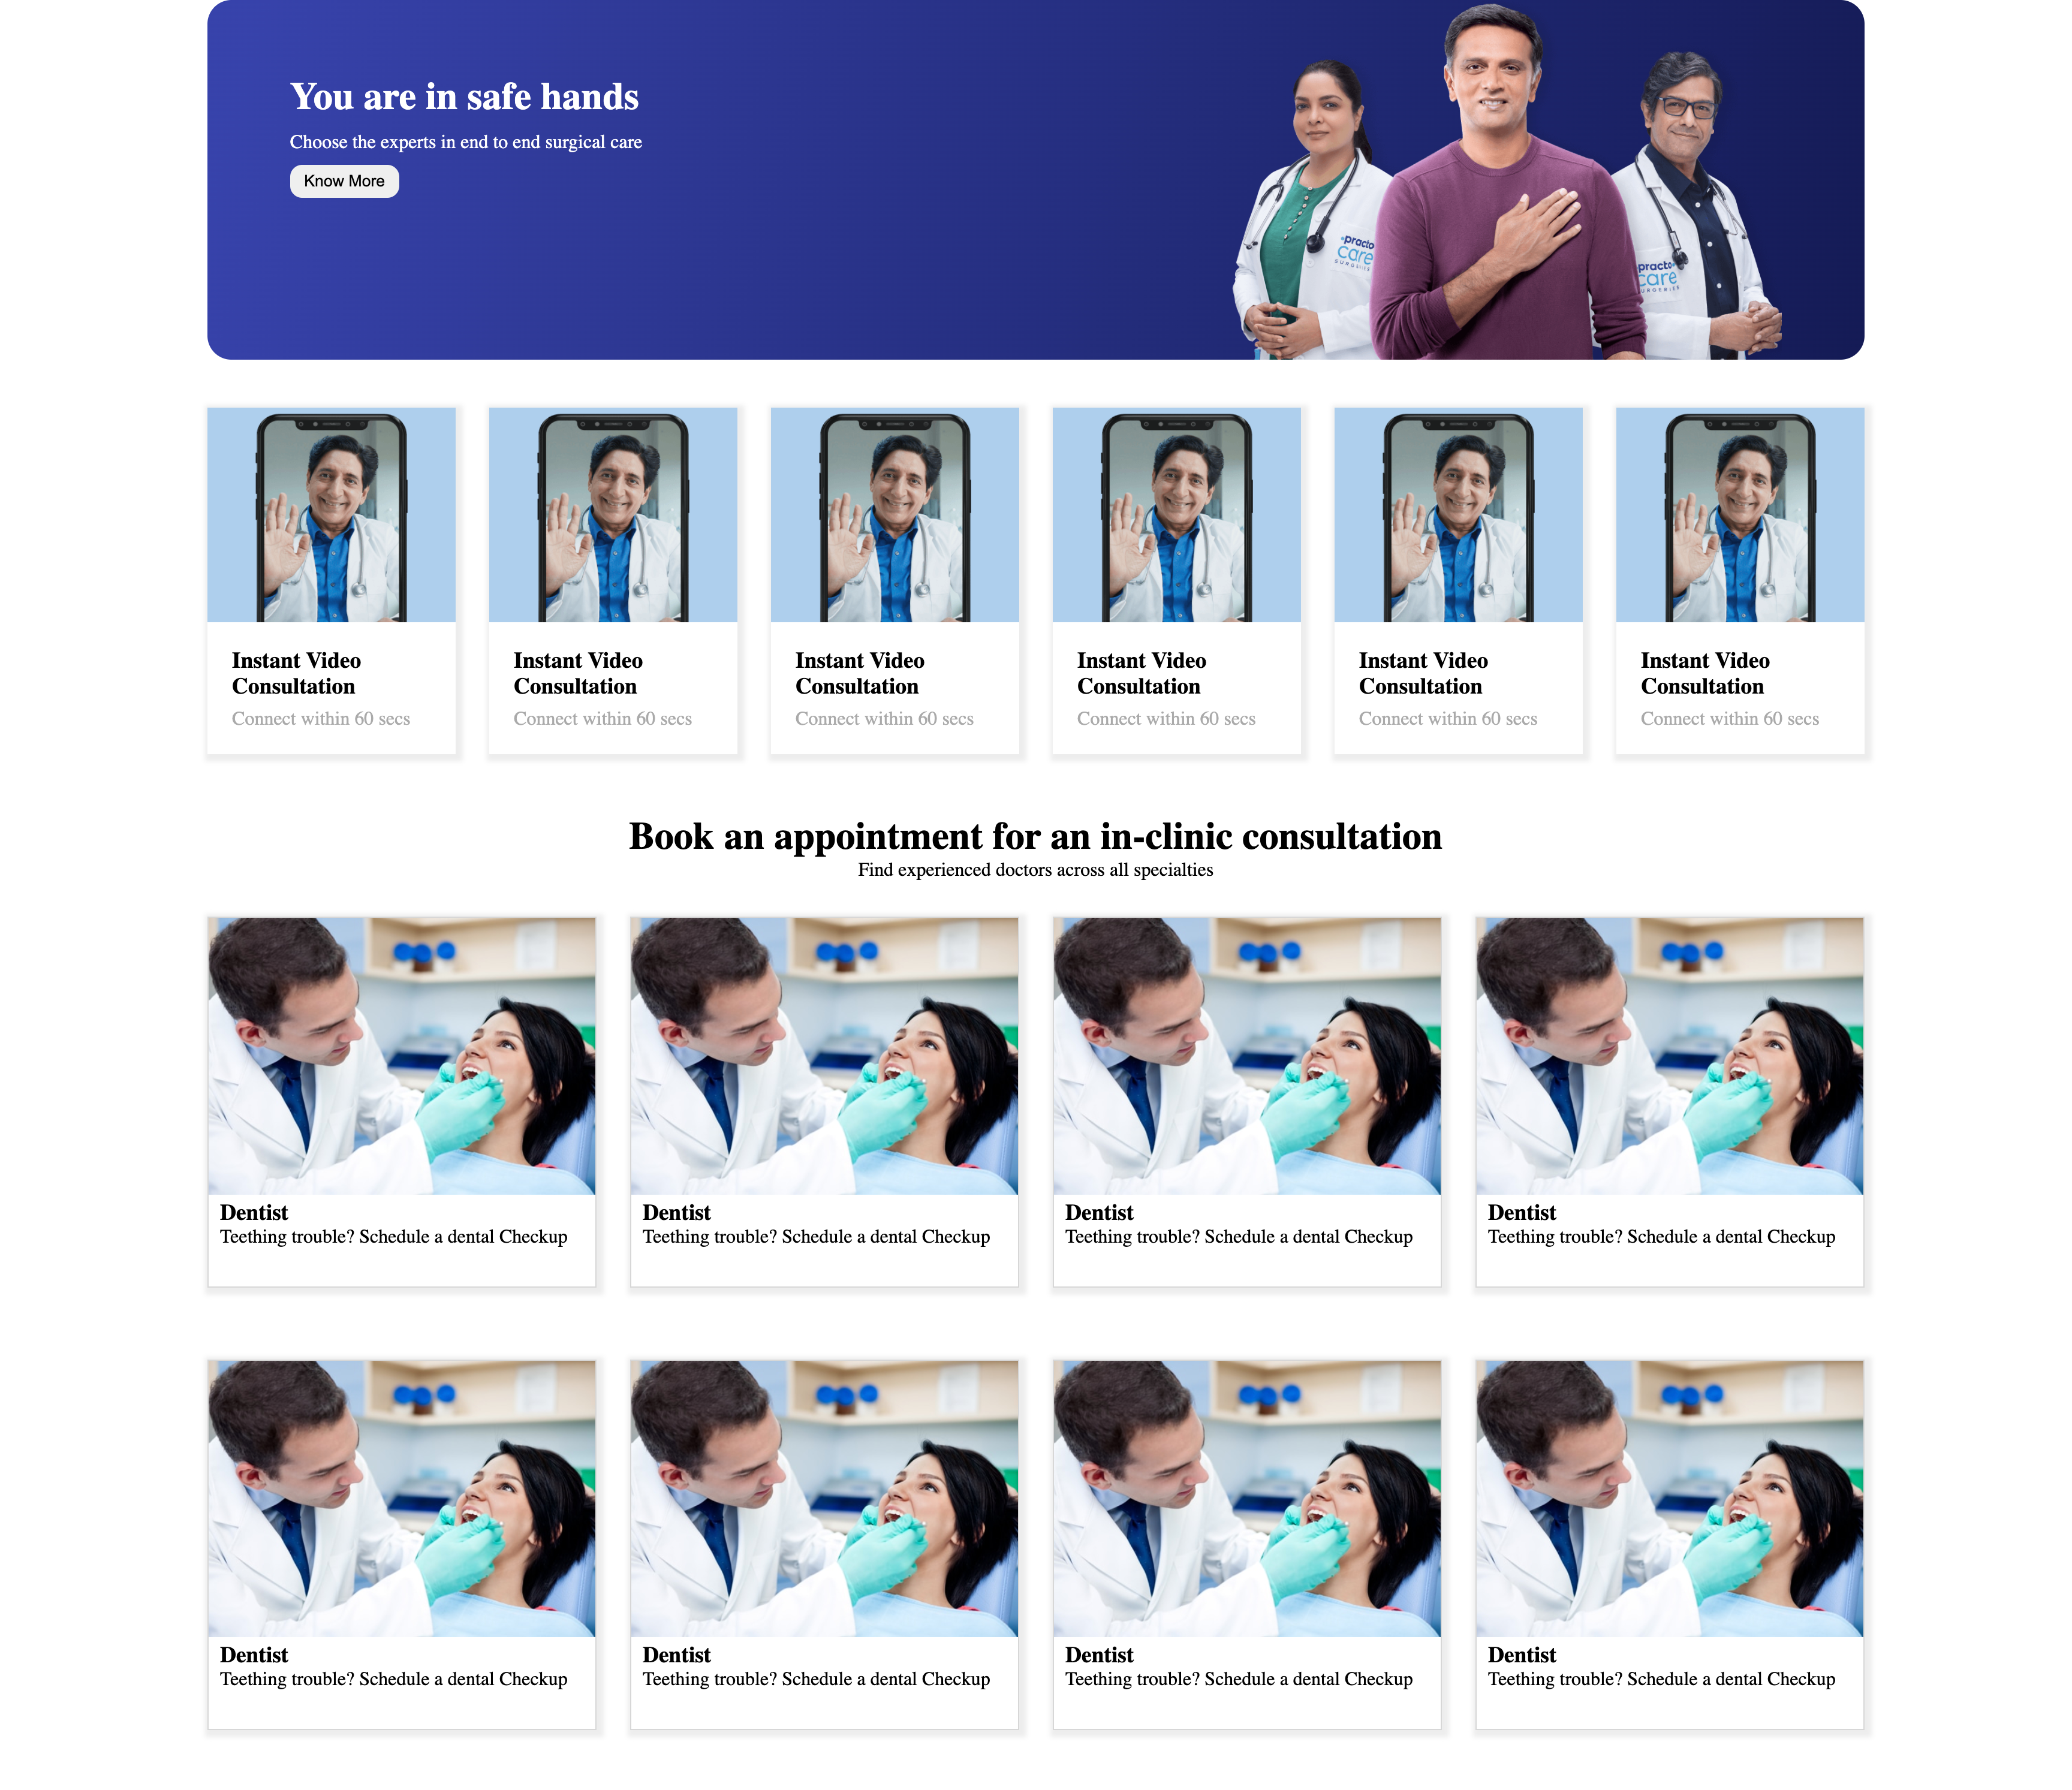 You are in safe hands
Choose the experts in end to end surgical care
Know More
practo
care
SURGERIES
practo
care
URGERIES
Instant Video
Consultation
Connect within 60 secs
Instant Video
Consultation
Connect within 60 secs
Instant Video
Consultation
Connect within 60 secs
Instant Video
Consultation
Connect within 60 secs
Instant Video
Consultation
Connect within 60 secs
Instant Video
Consultation
Connect within 60 secs
Book an appointment for an in-clinic consultation
Find experienced doctors across all specialties
Dentist
Teething trouble? Schedule a dental Checkup
Dentist
Teething trouble? Schedule a dental Checkup
Dentist
Teething trouble? Schedule a dental Checkup
Dentist
Teething trouble? Schedule a dental Checkup
Dentist
Teething trouble? Schedule a dental Checkup
Dentist
Teething trouble? Schedule a dental Checkup
Dentist
Teething trouble? Schedule a dental Checkup
Dentist
Teething trouble? Schedule a dental Checkup